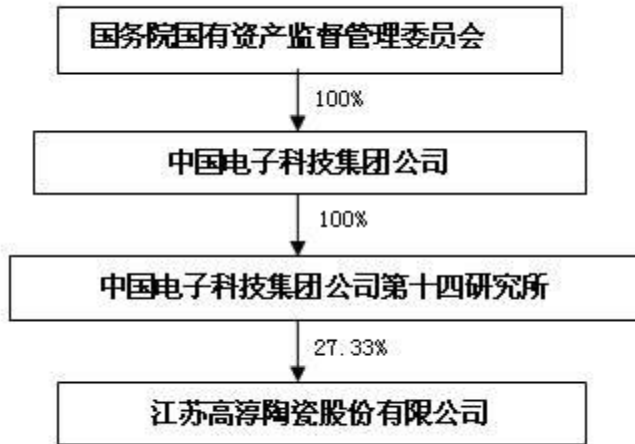 国务院国有资产监督管理委员会
100%
中国电子科技集团公司
100%
中国电子科技集团公司第十四研究所
27.33%
江苏高淳陶瓷股份有限公司